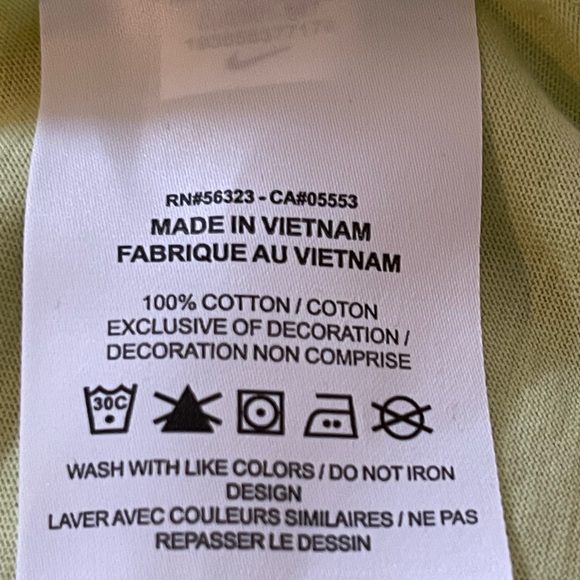 RN#56323 - CA#05553
MADE IN VIETNAM
FABRIQUE AU VIETNAM
100% COTTON / COTON
EXCLUSIVE OF DECORATION /
DECORATION NON COMPRISE
30C
WASH WITH LIKE COLORS / DO NOT IRON
DESIGN
LAVER AVEC COULEURS SIMILAIRES / NE PAS
REPASSER LE DESSIN